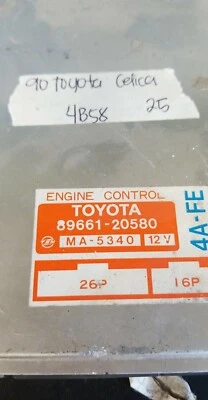 90 Toyota Celica
4B58 25
ENGINE CONTROL
TOYOTA
89661-20580
MA-5340 12V
4A-FE
26P 16P